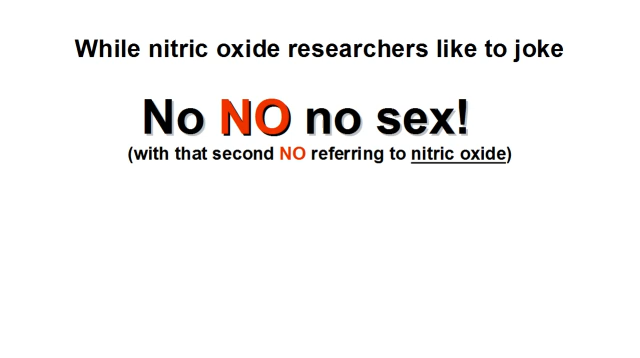 While nitric oxide researchers like to joke
No NO no sex!
(with that second NO referring to nitric oxide)